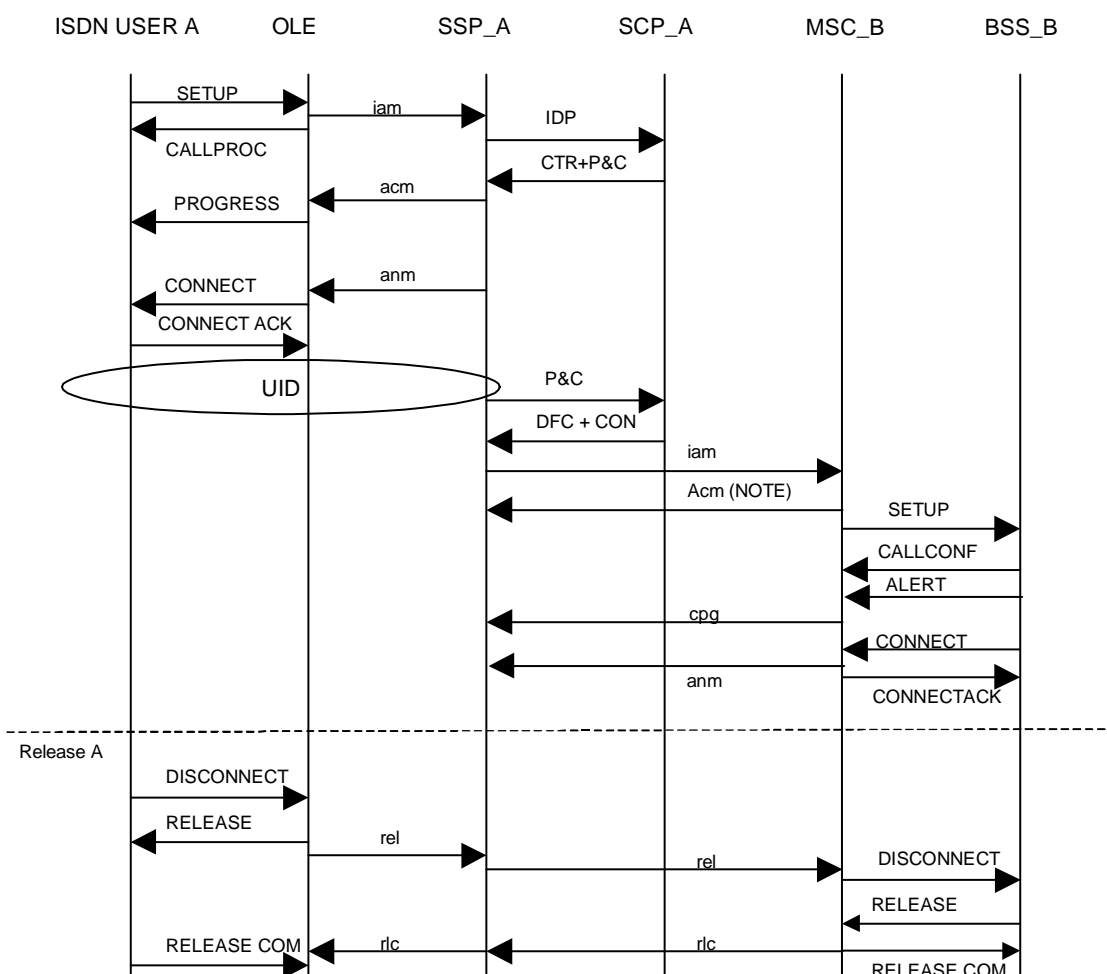 ISDN USER A OLE SSP_A SCP_A MSC_B BSS_B
SETUP
iam
IDP
CALLPROC
CTR+P&C
acm
PROGRESS
anm
CONNECT
CONNECT ACK
UID
P&C
DFC + CON
iam
Acm (NOTE)
SETUP
CALLCONF
ALERT
cpg
CONNECT
anm
CONNECTACK
Release A
DISCONNECT
RELEASE
rel
rel
DISCONNECT
RELEASE
RELEASE COM
rlc
rlc
RELEASE COM